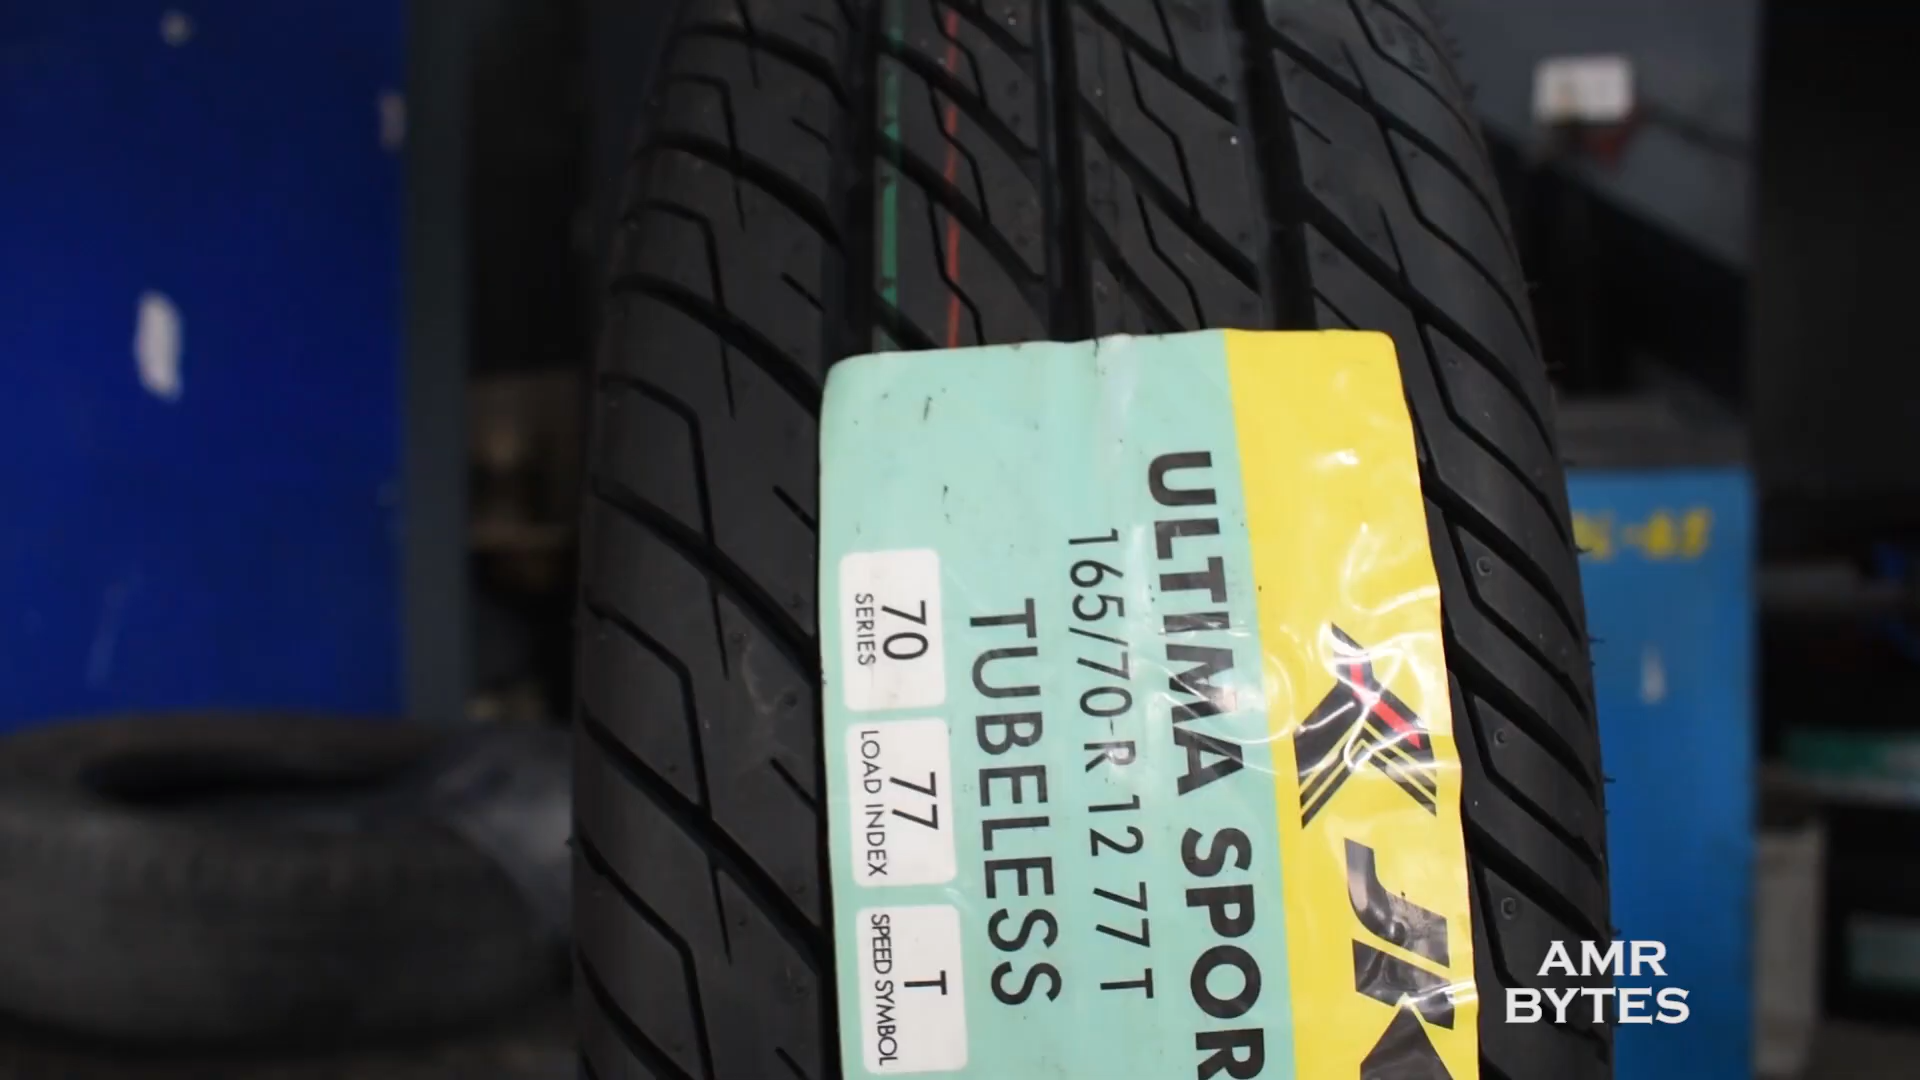 JK
ULTIMA SPOR
165/70 R 12 77 T
TUBELESS
70
SERIES
77
LOAD INDEX
T
SPEED SYMBOL
AMR
BYTES